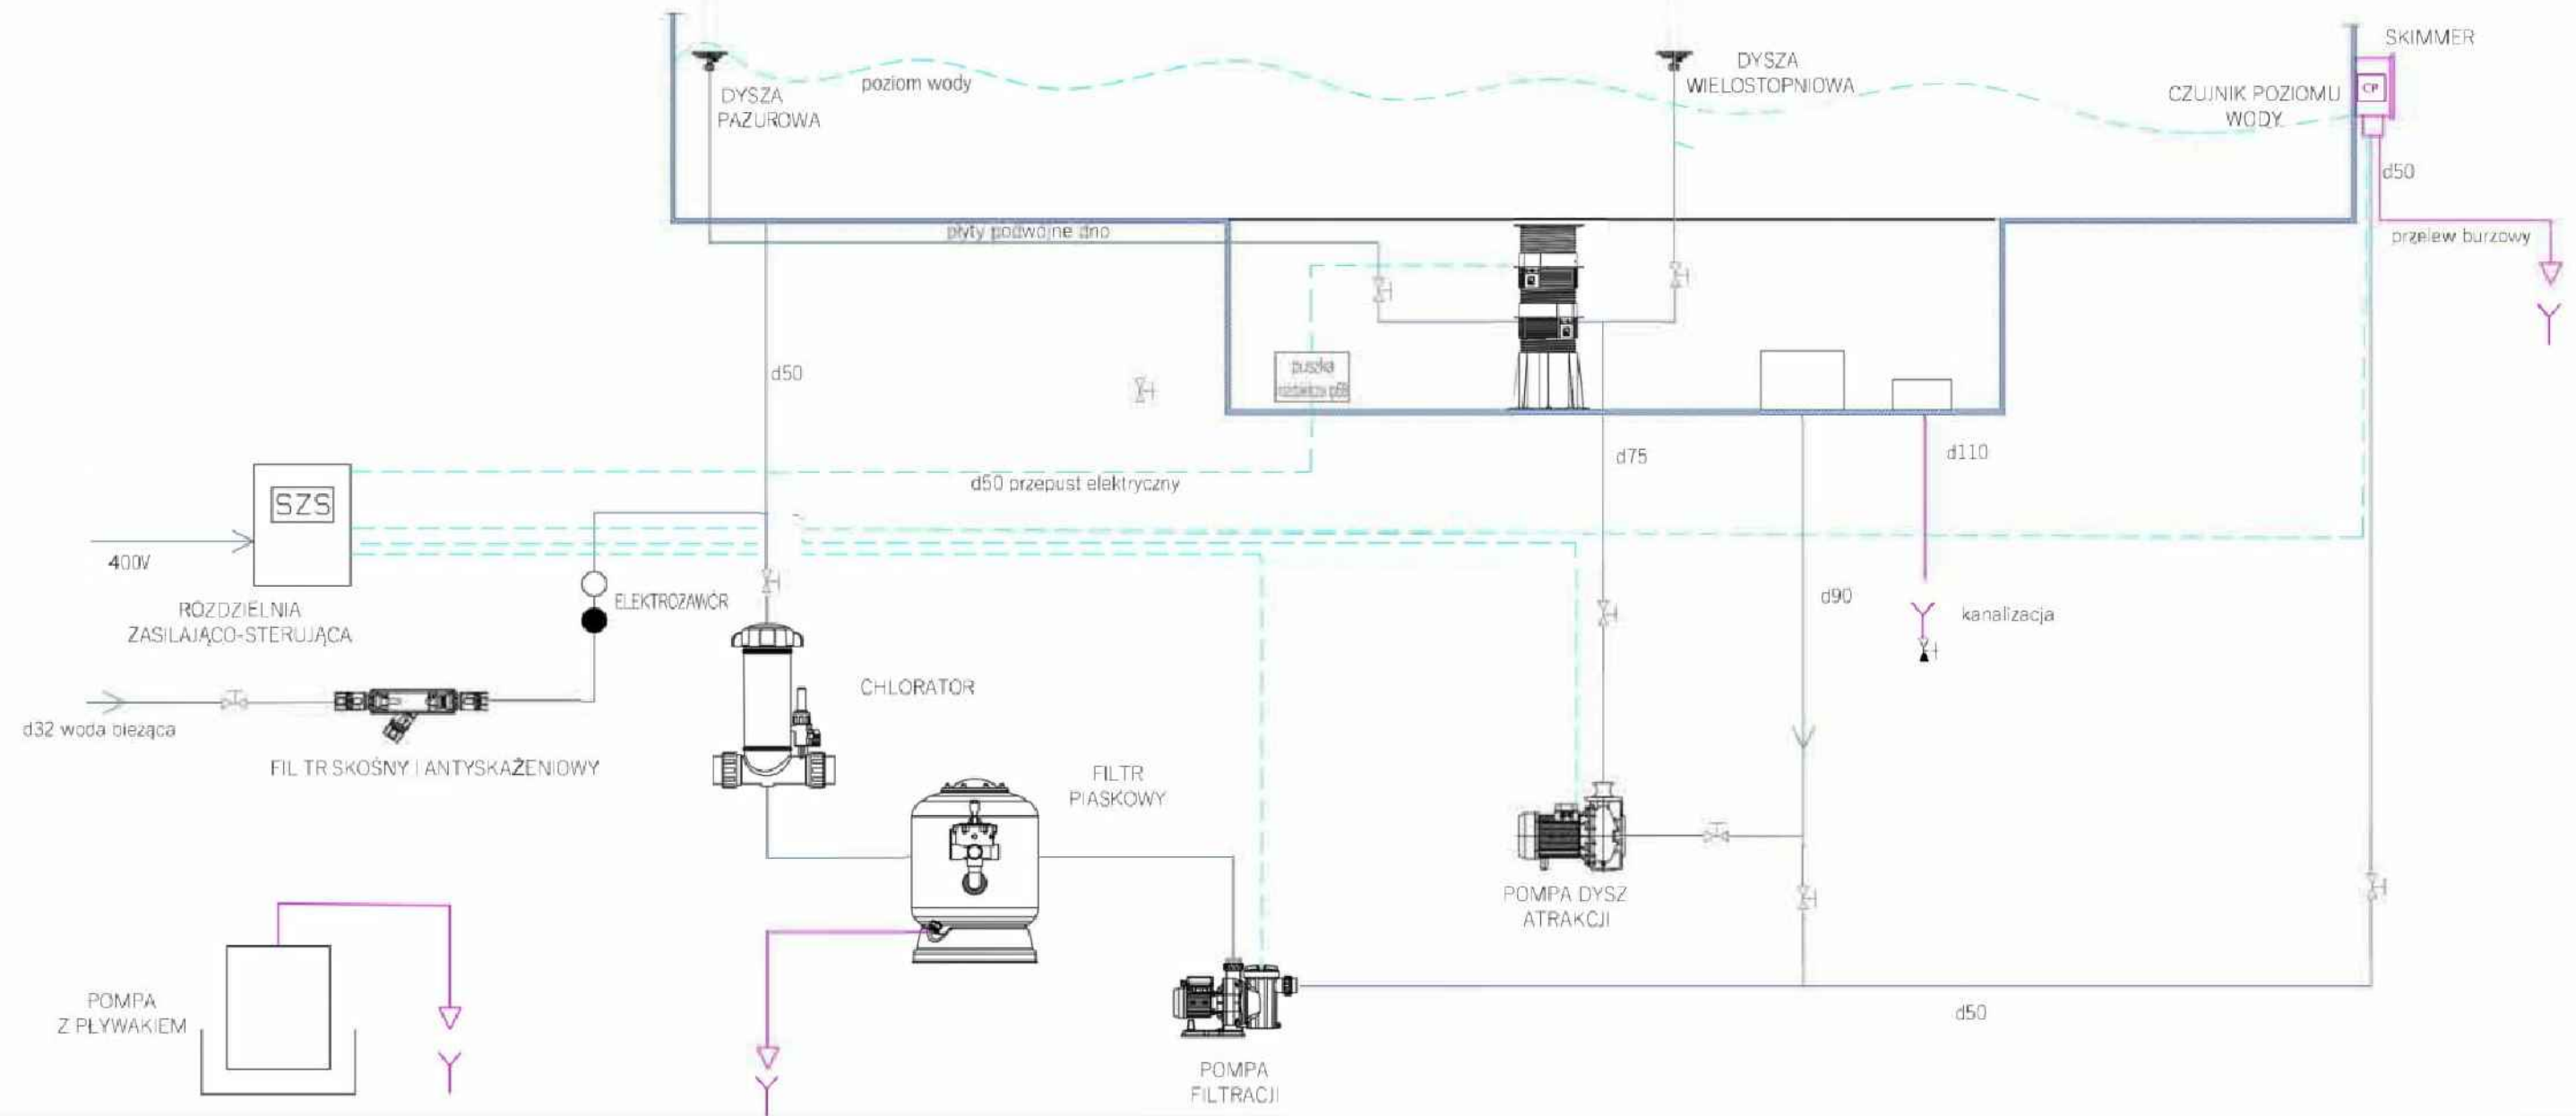 SKIMMER
DYSZA
WIELOSTOPNIOWA
poziom wody
DYSZA
PAZUROWA
CZUJNIK POZIOMU
WODY
CP
d50
płyty podwójne dno
przelew burzowy
puszka
d50
d75
d110
SZS
d50 przepust elektryczny
400V
ROZDZIELNIA
ZASILAJĄCO-STERUJĄCA
ELEKTROZAWÓR
d90
kanalizacja
CHLORATOR
d32 woda bieżąca
FILTR SKOŚNY I ANTYSKAŻENIOWY
FILTR
PIASKOWY
POMPA DYSZ
ATRAKCJI
POMPA
Z PŁYWAKIEM
d50
POMPA
FILTRACJI